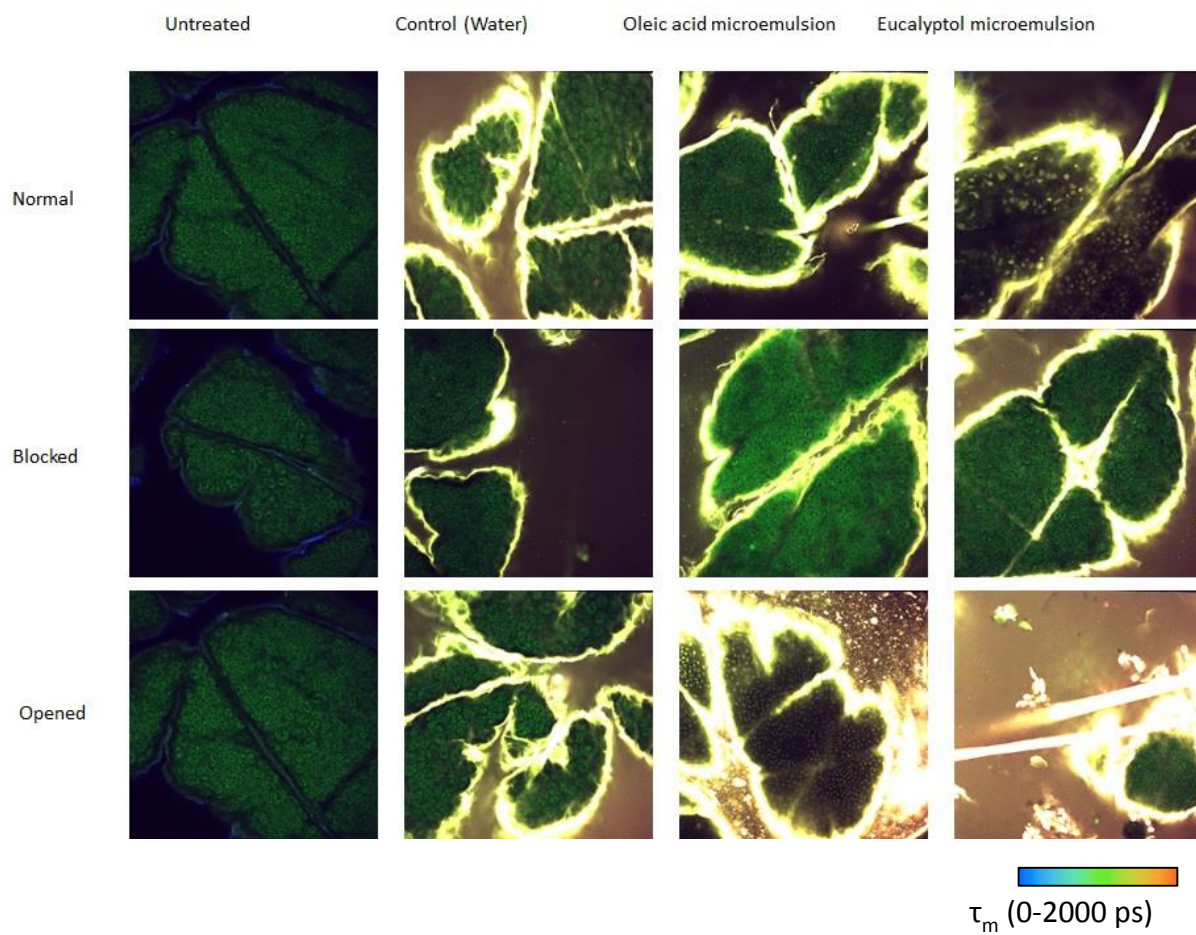 Untreated Control (Water) Oleic acid microemulsion Eucalyptol microemulsion
Normal
Blocked
Opened
τm (0-2000 ps)